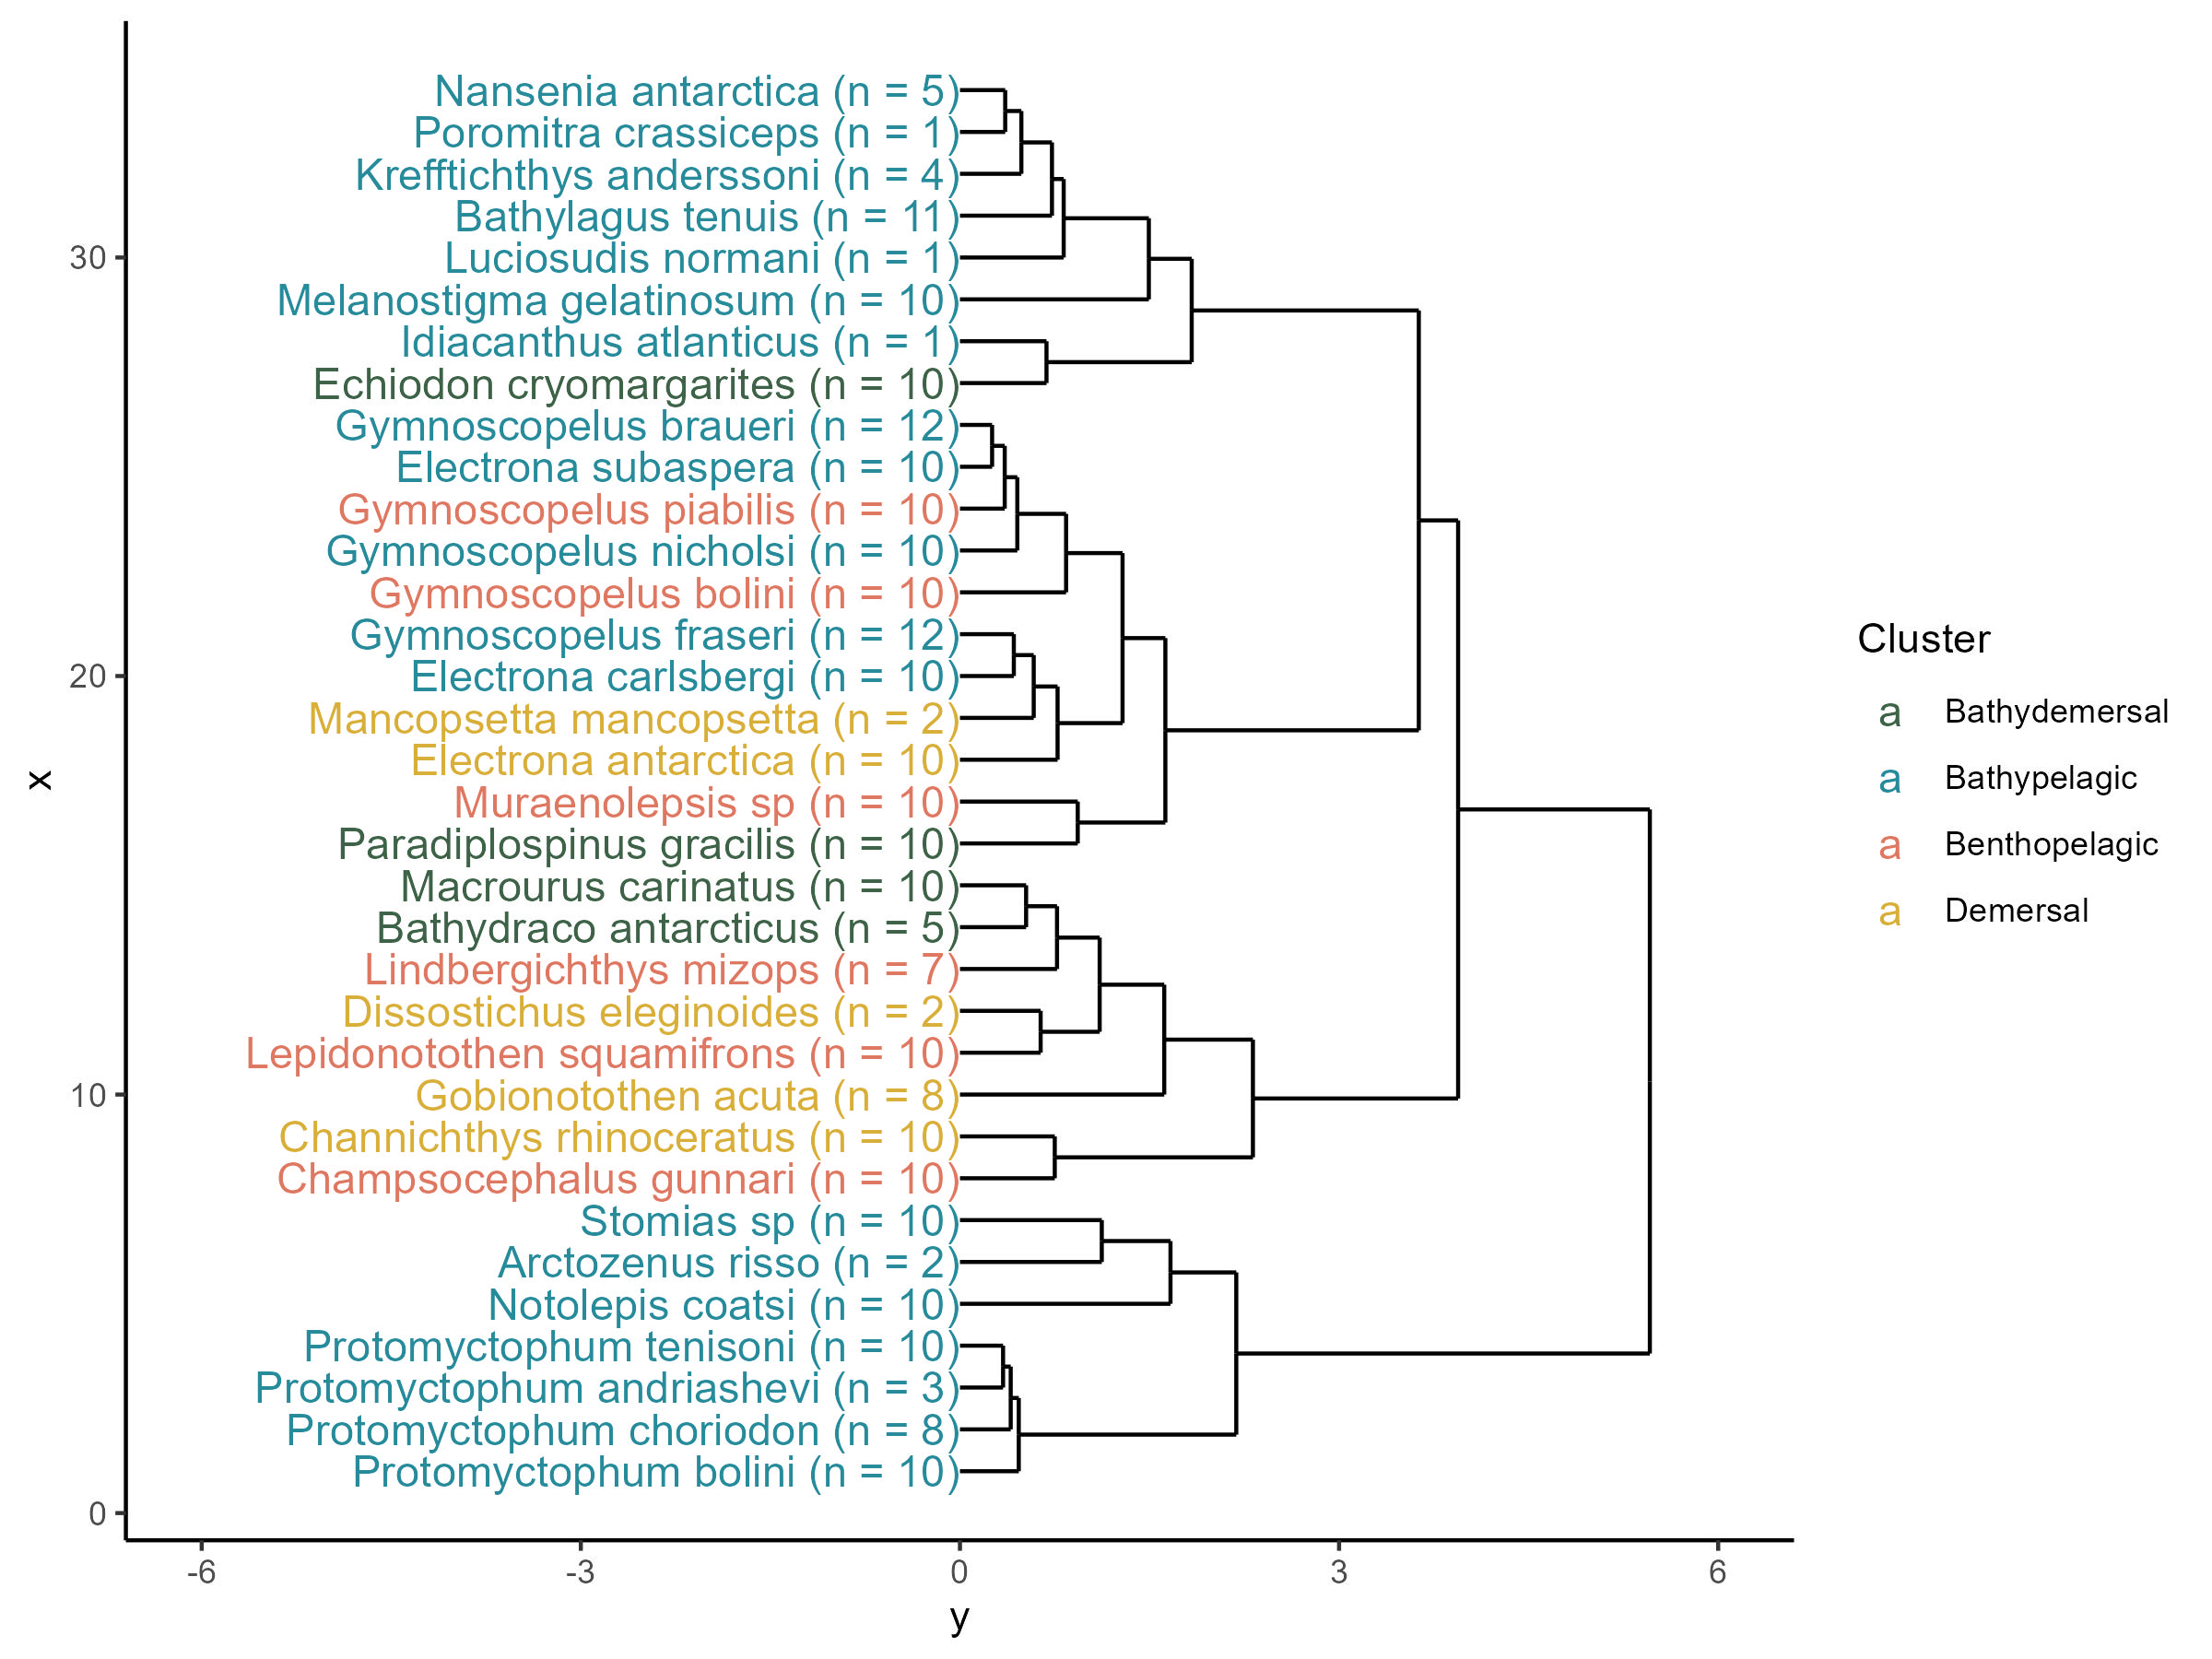 Nansenia antarctica (n = 5)
Poromitra crassiceps (n = 1)
Krefftichthys anderssoni (n = 4)
Bathylagus tenuis (n = 11)
Luciosudis normani (n = 1)
Melanostigma gelatinosum (n = 10)
Idiacanthus atlanticus (n = 1)
Echiodon cryomargarites (n = 10)
Gymnoscopelus braueri (n = 12)
Electrona subaspera (n = 10)
Gymnoscopelus piabilis (n = 10)
Gymnoscopelus nicholsi (n = 10)
Gymnoscopelus bolini (n = 10)
Gymnoscopelus fraseri (n = 12)
Electrona carlsbergi (n = 10)
Mancopsetta mancopsetta (n = 2)
Electrona antarctica (n = 10)
Muraenolepsis sp (n = 10)
Paradiplospinus gracilis (n = 10)
Macrourus carinatus (n = 10)
Bathydraco antarcticus (n = 5)
Lindbergichthys mizops (n = 7)
Dissostichus eleginoides (n = 2)
Lepidonotothen squamifrons (n = 10)
Gobionotothen acuta (n = 8)
Channichthys rhinoceratus (n = 10)
Champsocephalus gunnari (n = 10)
Stomias sp (n = 10)
Arctozenus risso (n = 2)
Notolepis coatsi (n = 10)
Protomyctophum tenisoni (n = 10)
Protomyctophum andriashevi (n = 3)
Protomyctophum choriodon (n = 8)
Protomyctophum bolini (n = 10)
30
20
10
0
x
-6 -3 0 3 6
y
Cluster
a Bathydemersal
a Bathypelagic
a Benthopelagic
a Demersal